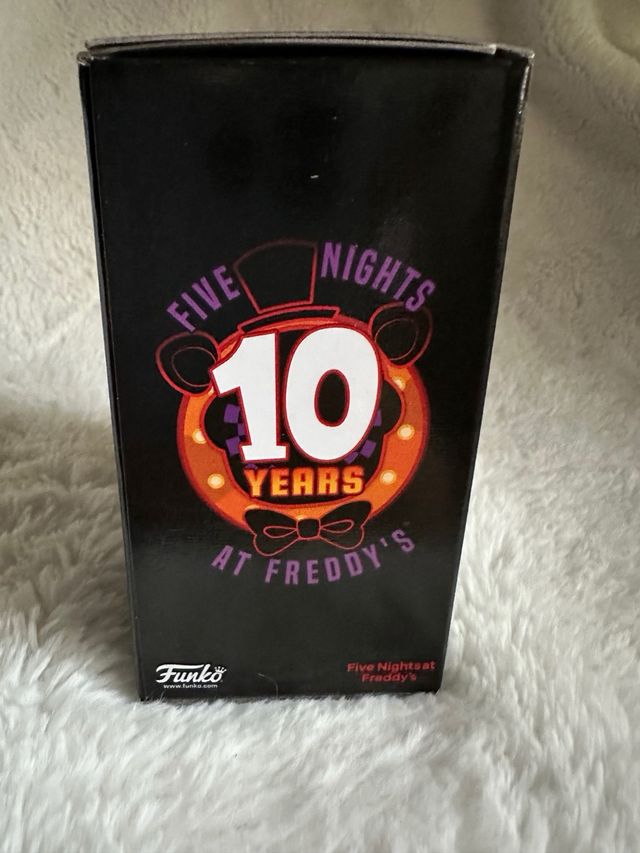 FIVE NIGHTS
10
YEARS
AT FREDDY'S
Funko
www.funko.com
Five Nights at
Freddy's